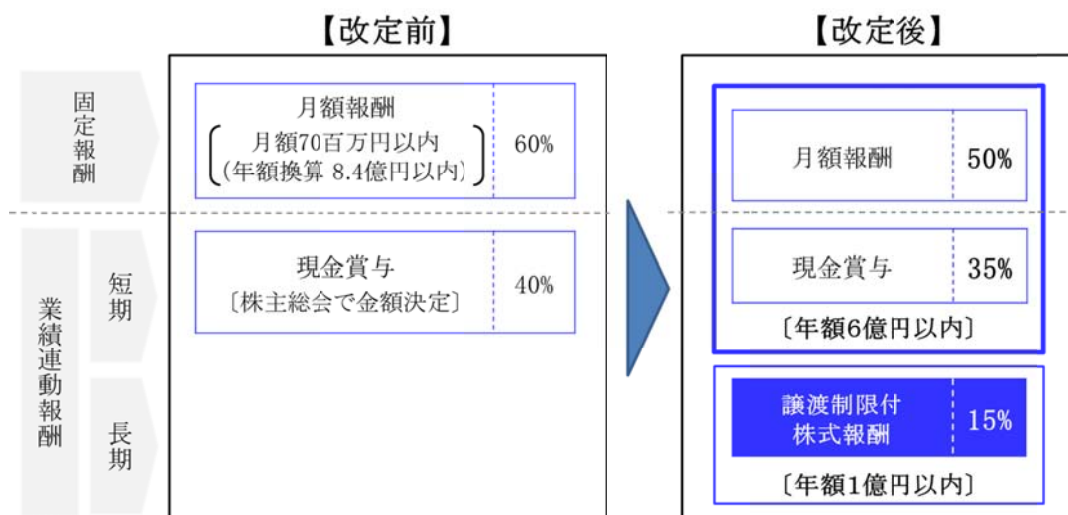 【改定前】
【改定後】
固定報酬
月額報酬
月額70百万円以内
(年額換算 8.4億円以内)
60%
月額報酬
50%
業績連動報酬
短期
現金賞与
〔株主総会で金額決定〕
40%
現金賞与
35%
〔年額6億円以内〕
長期
譲渡制限付
株式報酬
15%
〔年額1億円以内〕